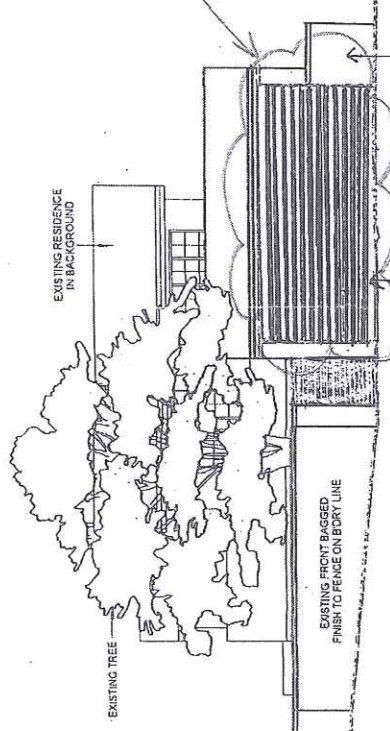 EXISTING RESIDENCE
IN BACKGROUND
EXISTING TREE
EXISTING FRONT BAGGED
FINISH TO FENCE ON B'DRY LINE